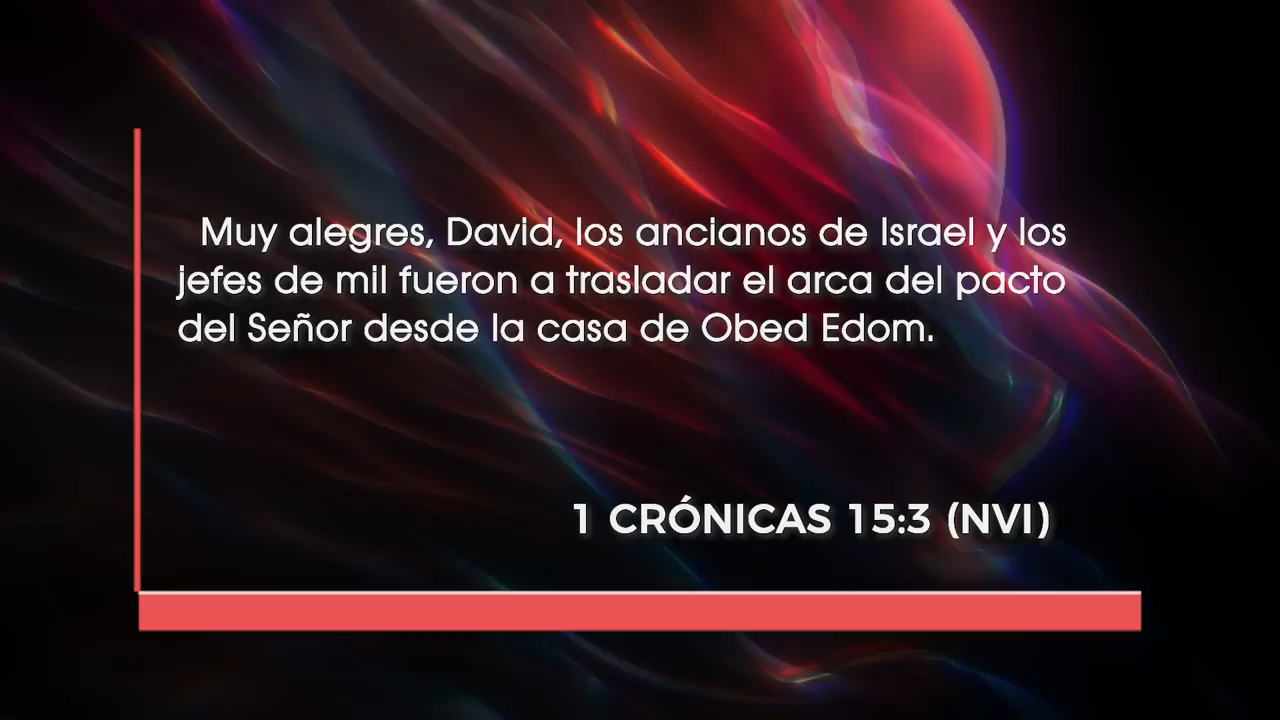 Muy alegres, David, los ancianos de Israel y los
jefes de mil fueron a trasladar el arca del pacto
del Señor desde la casa de Obed Edom.
1 CRÓNICAS 15:3 (NVI)